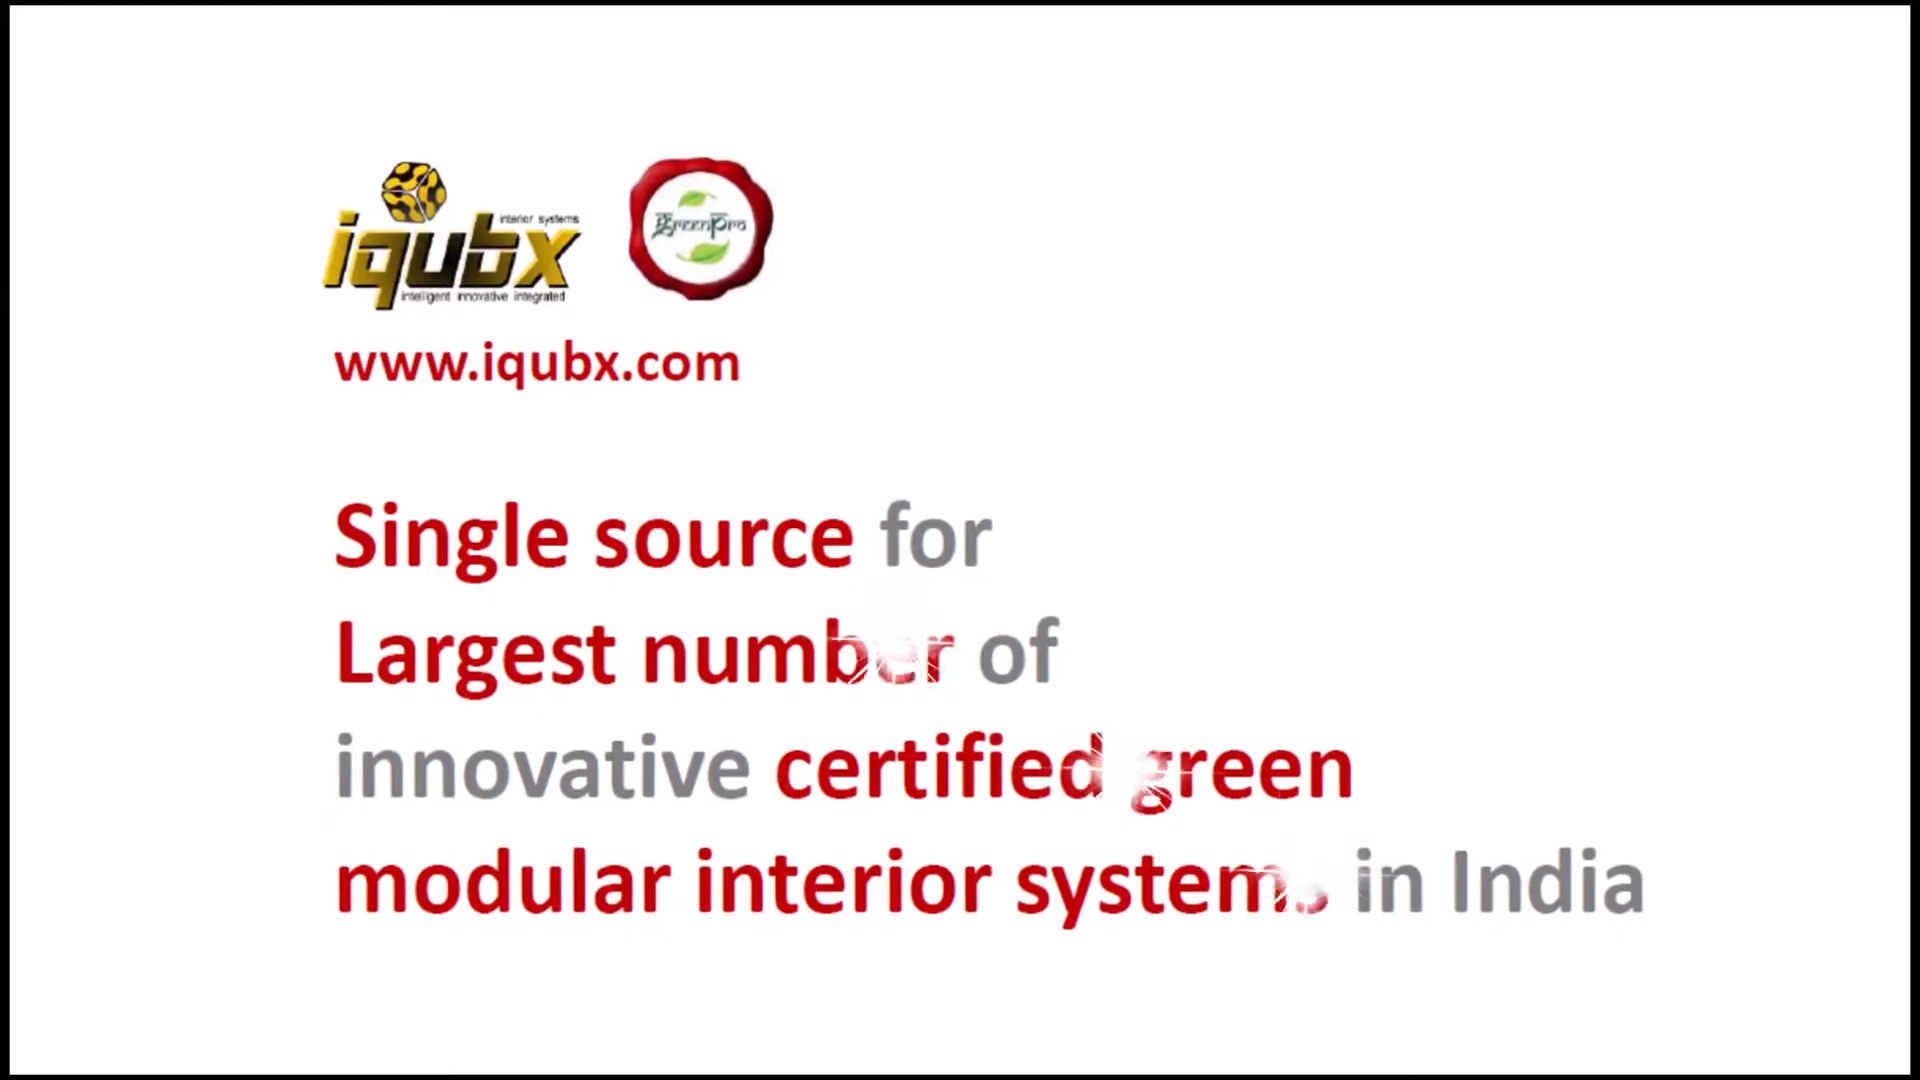 interior systems
iqubx
intelligent innovative integrated
GreenPro
www.iqubx.com
Single source for
Largest number of
innovative certified green
modular interior systems in India